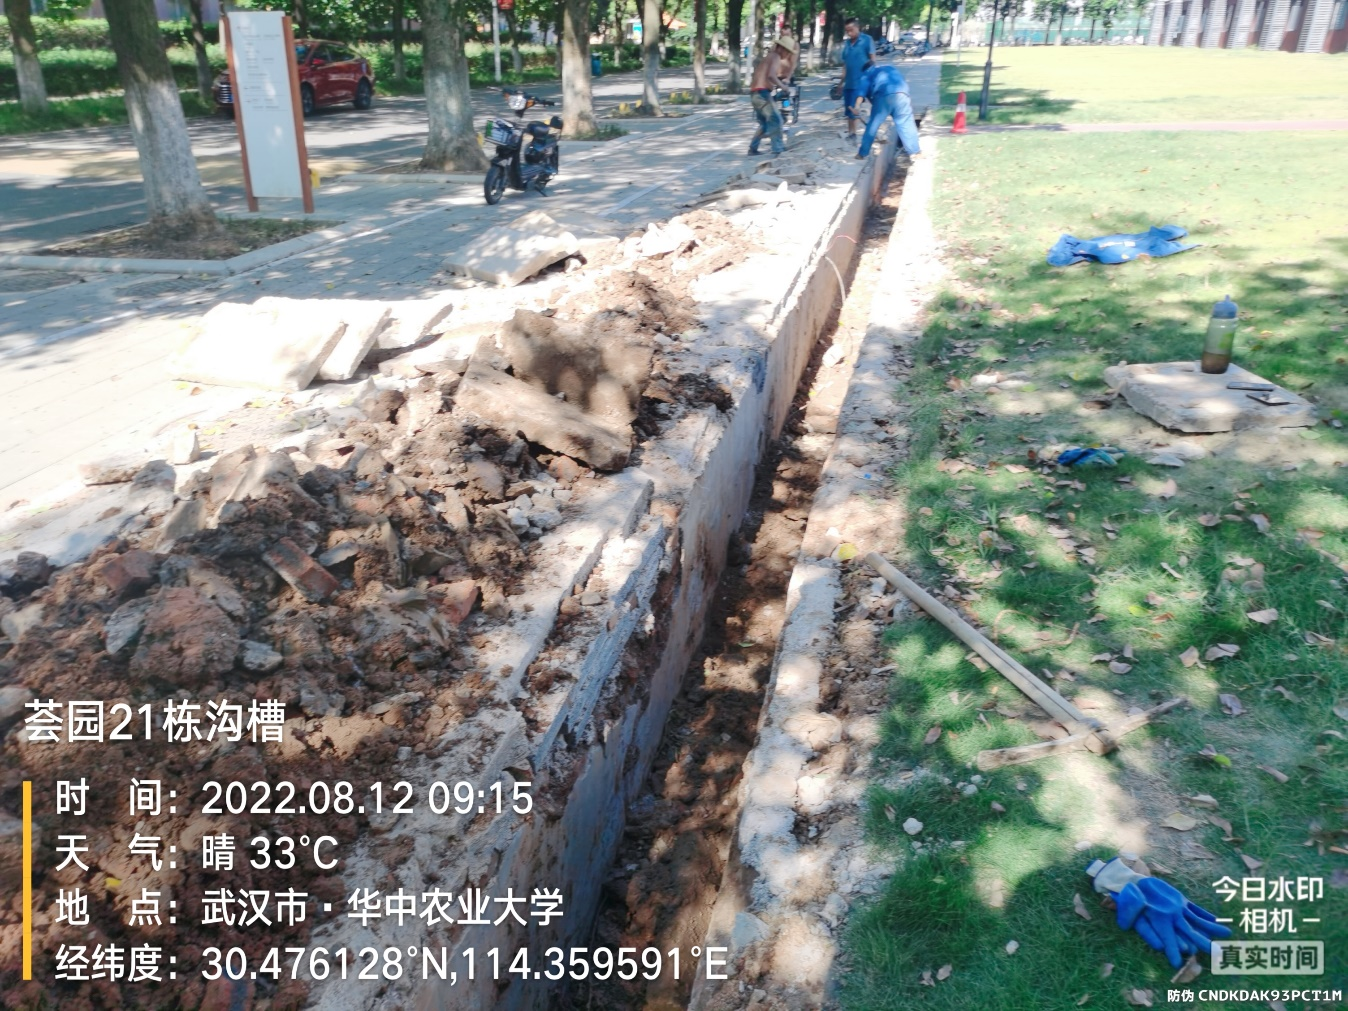 荟园21栋沟槽
时 间：2022.08.12 09:15
天 气：晴 33℃
地 点：武汉市·华中农业大学
经纬度：30.476128°N,114.359591°E
今日水印
相机
真实时间
防伪 CNDKDAK93PCT1M